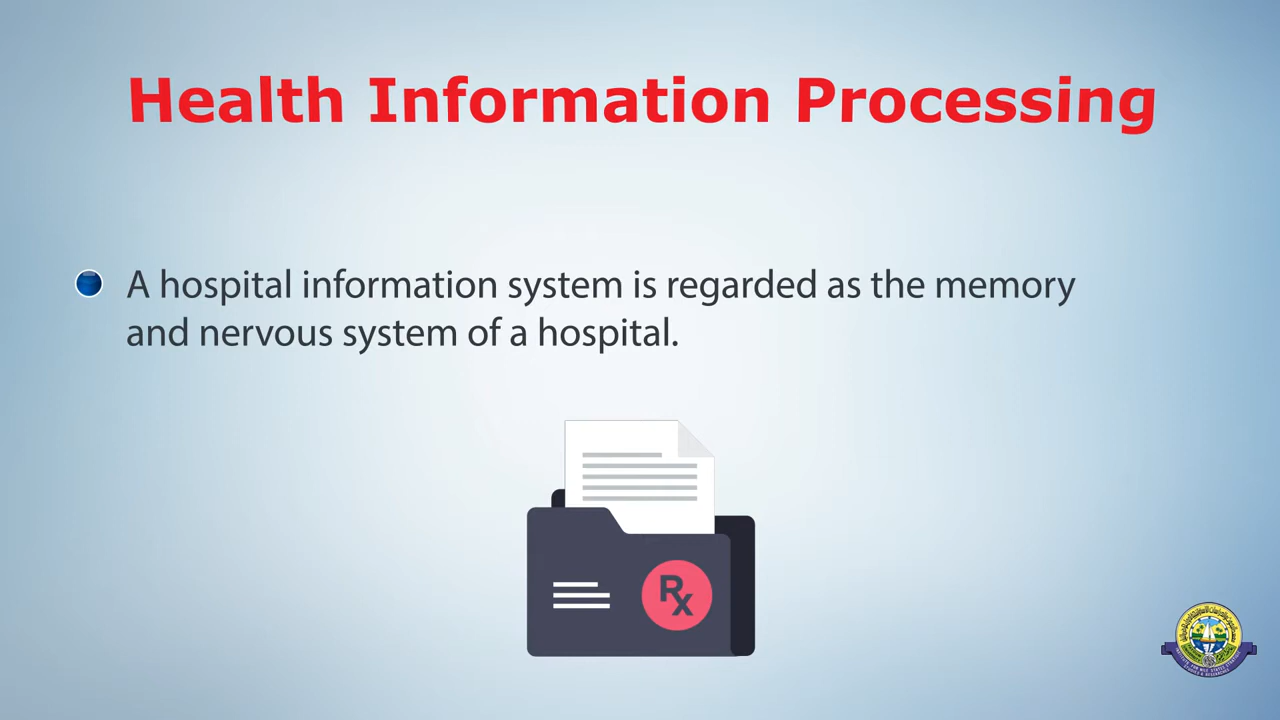 Health Information Processing
A hospital information system is regarded as the memory
and nervous system of a hospital.
Rx